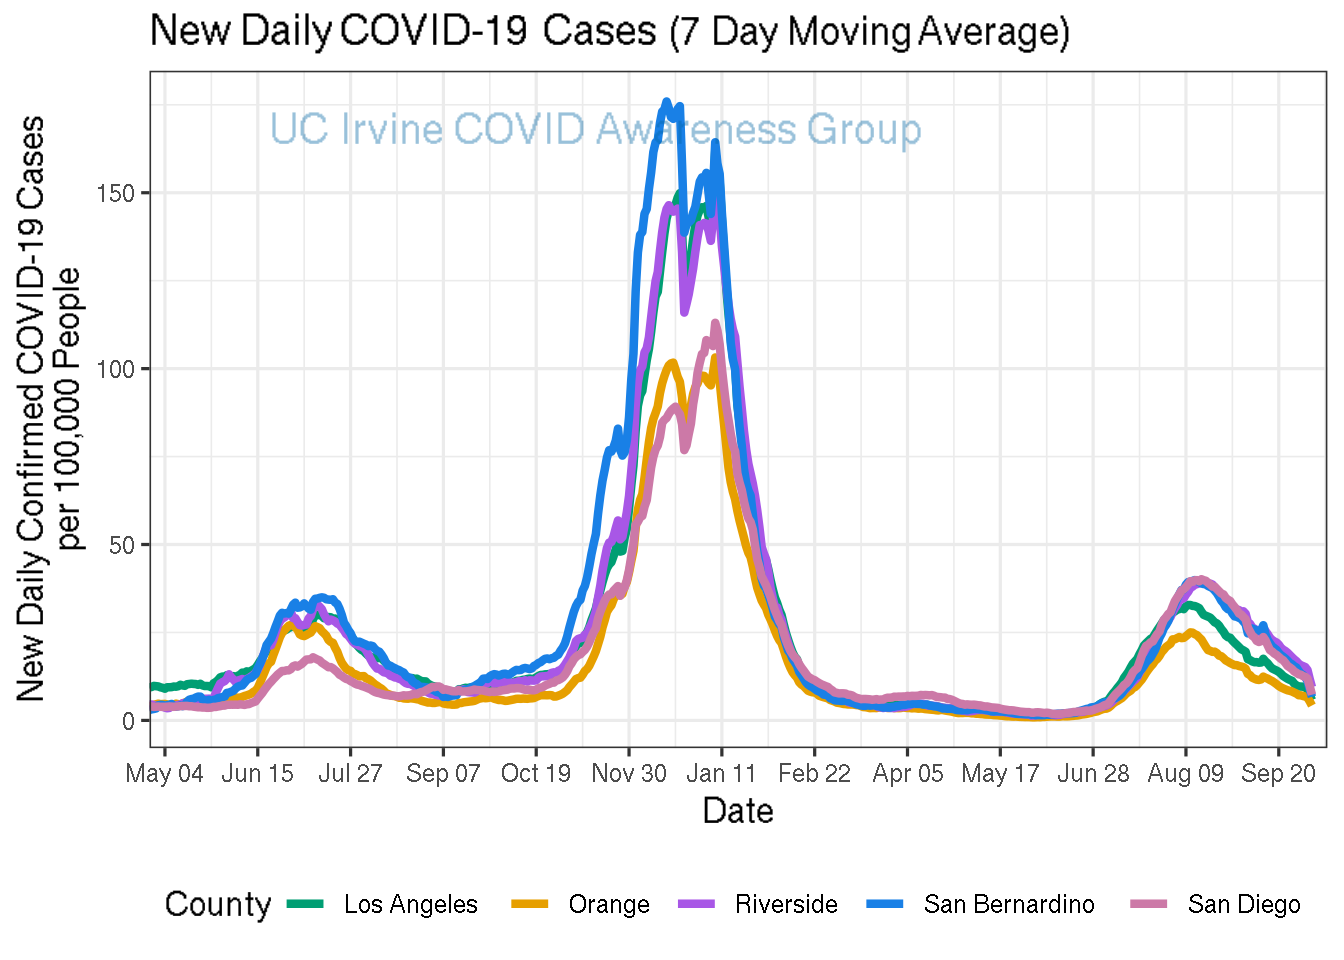 New Daily COVID-19 Cases (7 Day Moving Average)
UC Irvine COVID Awareness Group
New Daily Confirmed COVID-19 Cases
per 100,000 People
150
100
50
0
May 04 Jun 15 Jul 27 Sep 07 Oct 19 Nov 30 Jan 11 Feb 22 Apr 05 May 17 Jun 28 Aug 09 Sep 20
Date
County Los Angeles Orange Riverside San Bernardino San Diego